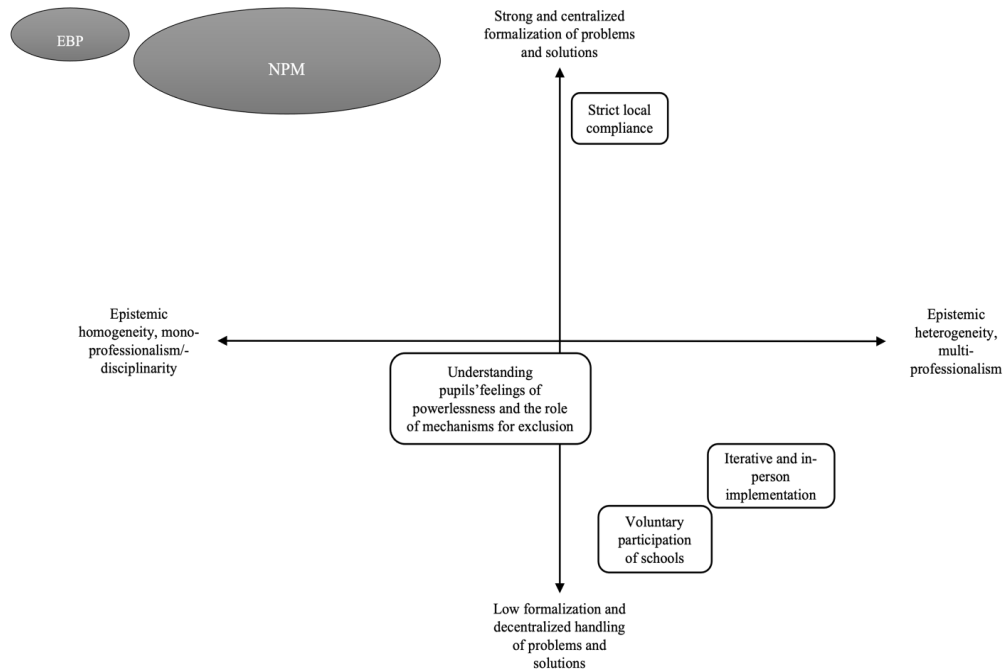 EBP
NPM
Strong and centralized
formalization of problems
and solutions
Strict local
compliance
Epistemic
homogeneity, mono-
professionalism/-
disciplinarity
Epistemic
heterogeneity,
multi-
professionalism
Understanding
pupils’feelings of
powerlessness and the role
of mechanisms for exclusion
Iterative and in-
person
implementation
Voluntary
participation
of schools
Low formalization and
decentralized handling
of problems and
solutions